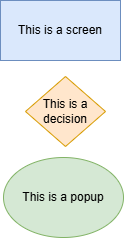 This is a screen
This is a
decision
This is a popup